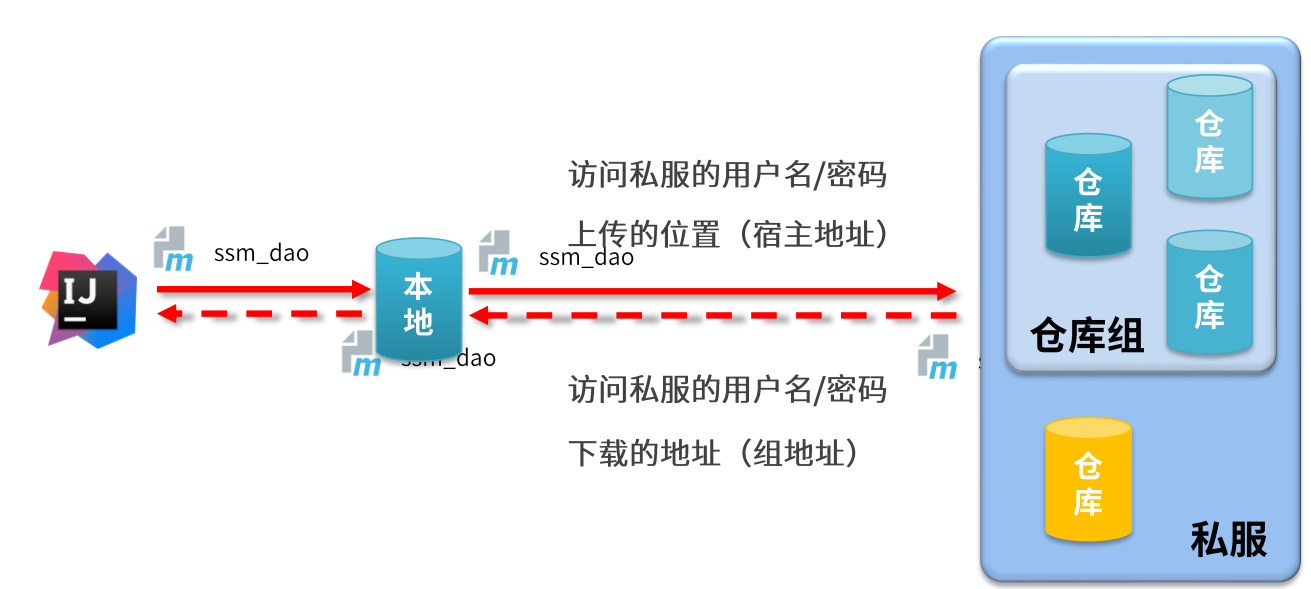 仓
库
仓
库
访问私服的用户名/密码
上传的位置（宿主地址）
ssm_dao
ssm_dao
IJ
本
地
m
m
仓
库
仓库组
ssm_dao
m
m
访问私服的用户名/密码
下载的地址（组地址）
仓
库
私服